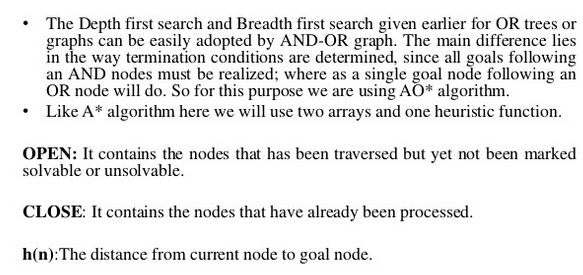 • The Depth first search and Breadth first search given earlier for OR trees or
graphs can be easily adopted by AND-OR graph. The main difference lies
in the way termination conditions are determined, since all goals following
an AND nodes must be realized; where as a single goal node following an
OR node will do. So for this purpose we are using AO* algorithm.
• Like A* algorithm here we will use two arrays and one heuristic function.
OPEN: It contains the nodes that has been traversed but yet not been marked
solvable or unsolvable.
CLOSE: It contains the nodes that have already been processed.
h(n):The distance from current node to goal node.